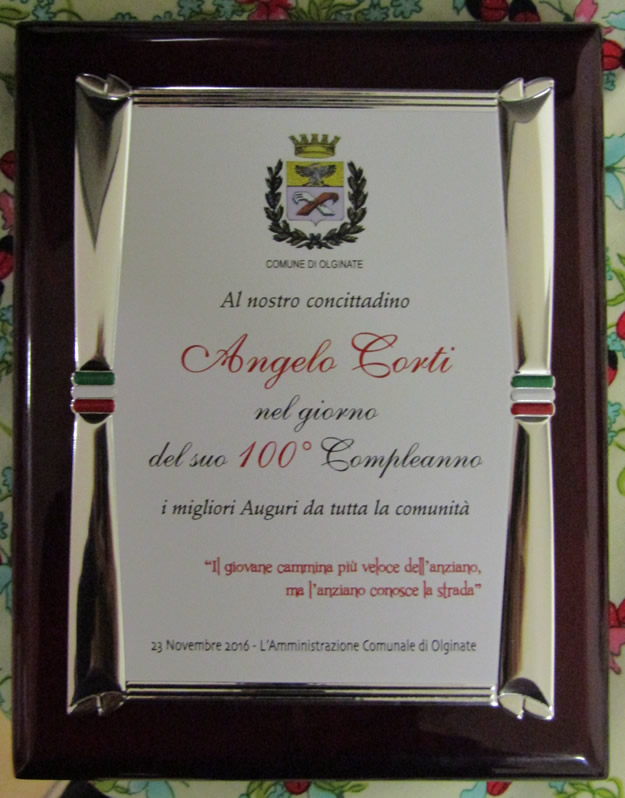 COMUNE DI OLGINATE
Al nostro concittadino
Angelo Corti
nel giorno
del suo 100° Compleanno
i migliori Auguri da tutta la comunità
"Il giovane cammina più veloce dell'anziano,
ma l'anziano conosce la strada"
23 Novembre 2016 - L'Amministrazione Comunale di Olginate